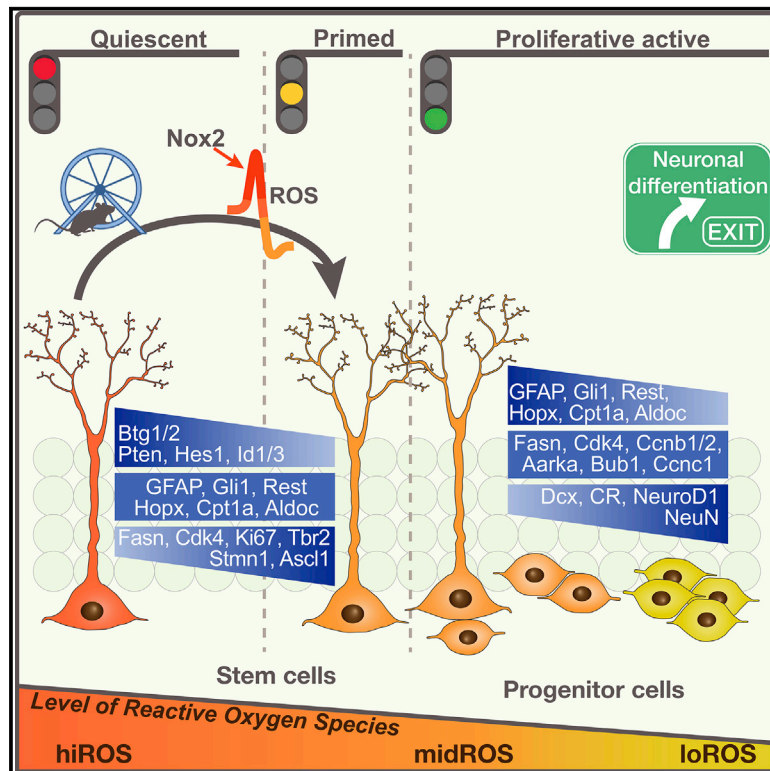 Quiescent
Primed
Proliferative active
Nox2
ROS
Neuronal
differentiation
EXIT
Btg1/2
Pten, Hes1, Id1/3
GFAP, Gli1, Rest
Hopx, Cpt1a, Aldoc
Fasn, Cdk4, Ki67, Tbr2
Stmn1, Ascl1
GFAP, Gli1, Rest,
Hopx, Cpt1a, Aldoc
Fasn, Cdk4, Ccnb1/2,
Aarka, Bub1, Ccnc1
Dcx, CR, NeuroD1
NeuN
Stem cells
Progenitor cells
Level of Reactive Oxygen Species
hiROS
midROS
loROS